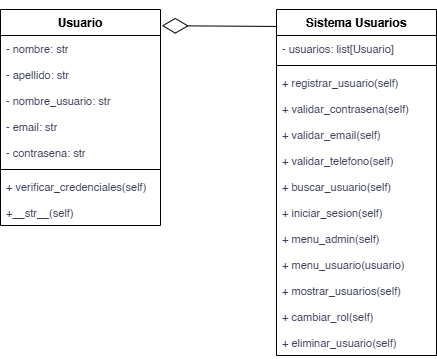 Usuario
- nombre: str
- apellido: str
- nombre_usuario: str
- email: str
- contrasena: str
+ verificar_credenciales(self)
+__str__(self)
Sistema Usuarios
- usuarios: list[Usuario]
+ registrar_usuario(self)
+ validar_contrasena(self)
+ validar_email(self)
+ validar_telefono(self)
+ buscar_usuario(self)
+ iniciar_sesion(self)
+ menu_admin(self)
+ menu_usuario(usuario)
+ mostrar_usuarios(self)
+ cambiar_rol(self)
+ eliminar_usuario(self)